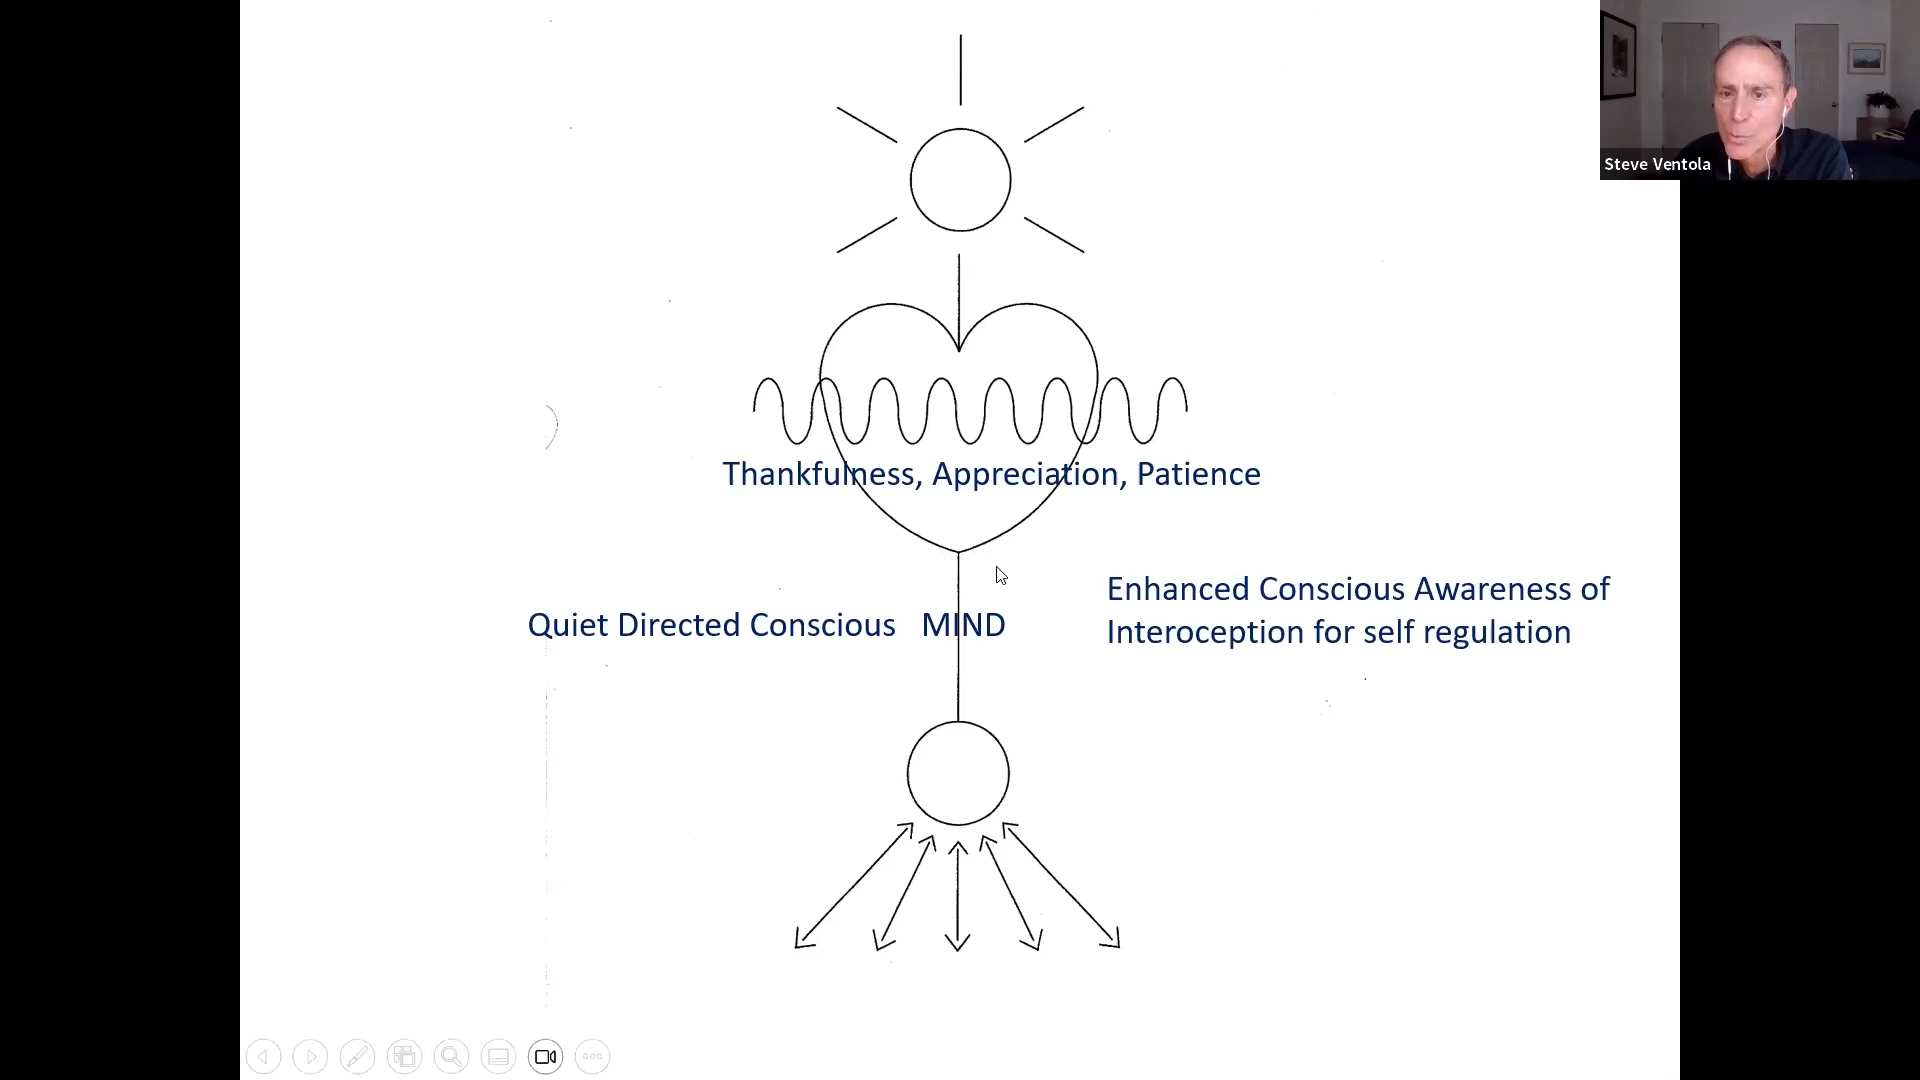 Steve Ventola
Thankfulness, Appreciation, Patience
Quiet Directed Conscious MIND
Enhanced Conscious Awareness of
Interoception for self regulation